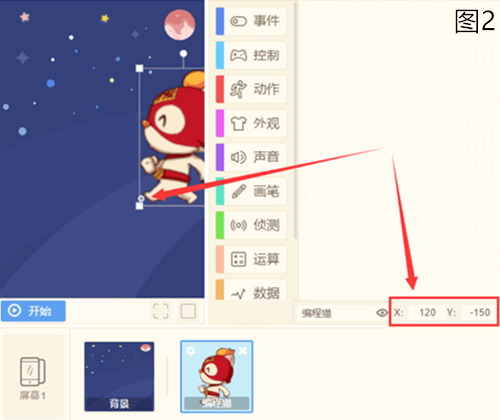 图2
事件
控制
动作
外观
声音
画笔
侦测
运算
数据
开始
编程猫
X: 120 Y: -150
屏幕1
背景
编程猫